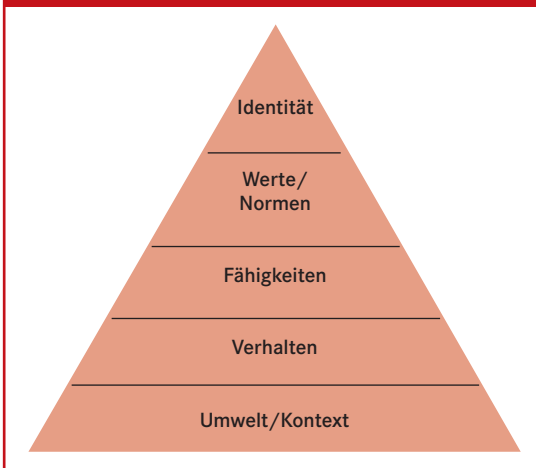 Identität
Werte/
Normen
Fähigkeiten
Verhalten
Umwelt/Kontext